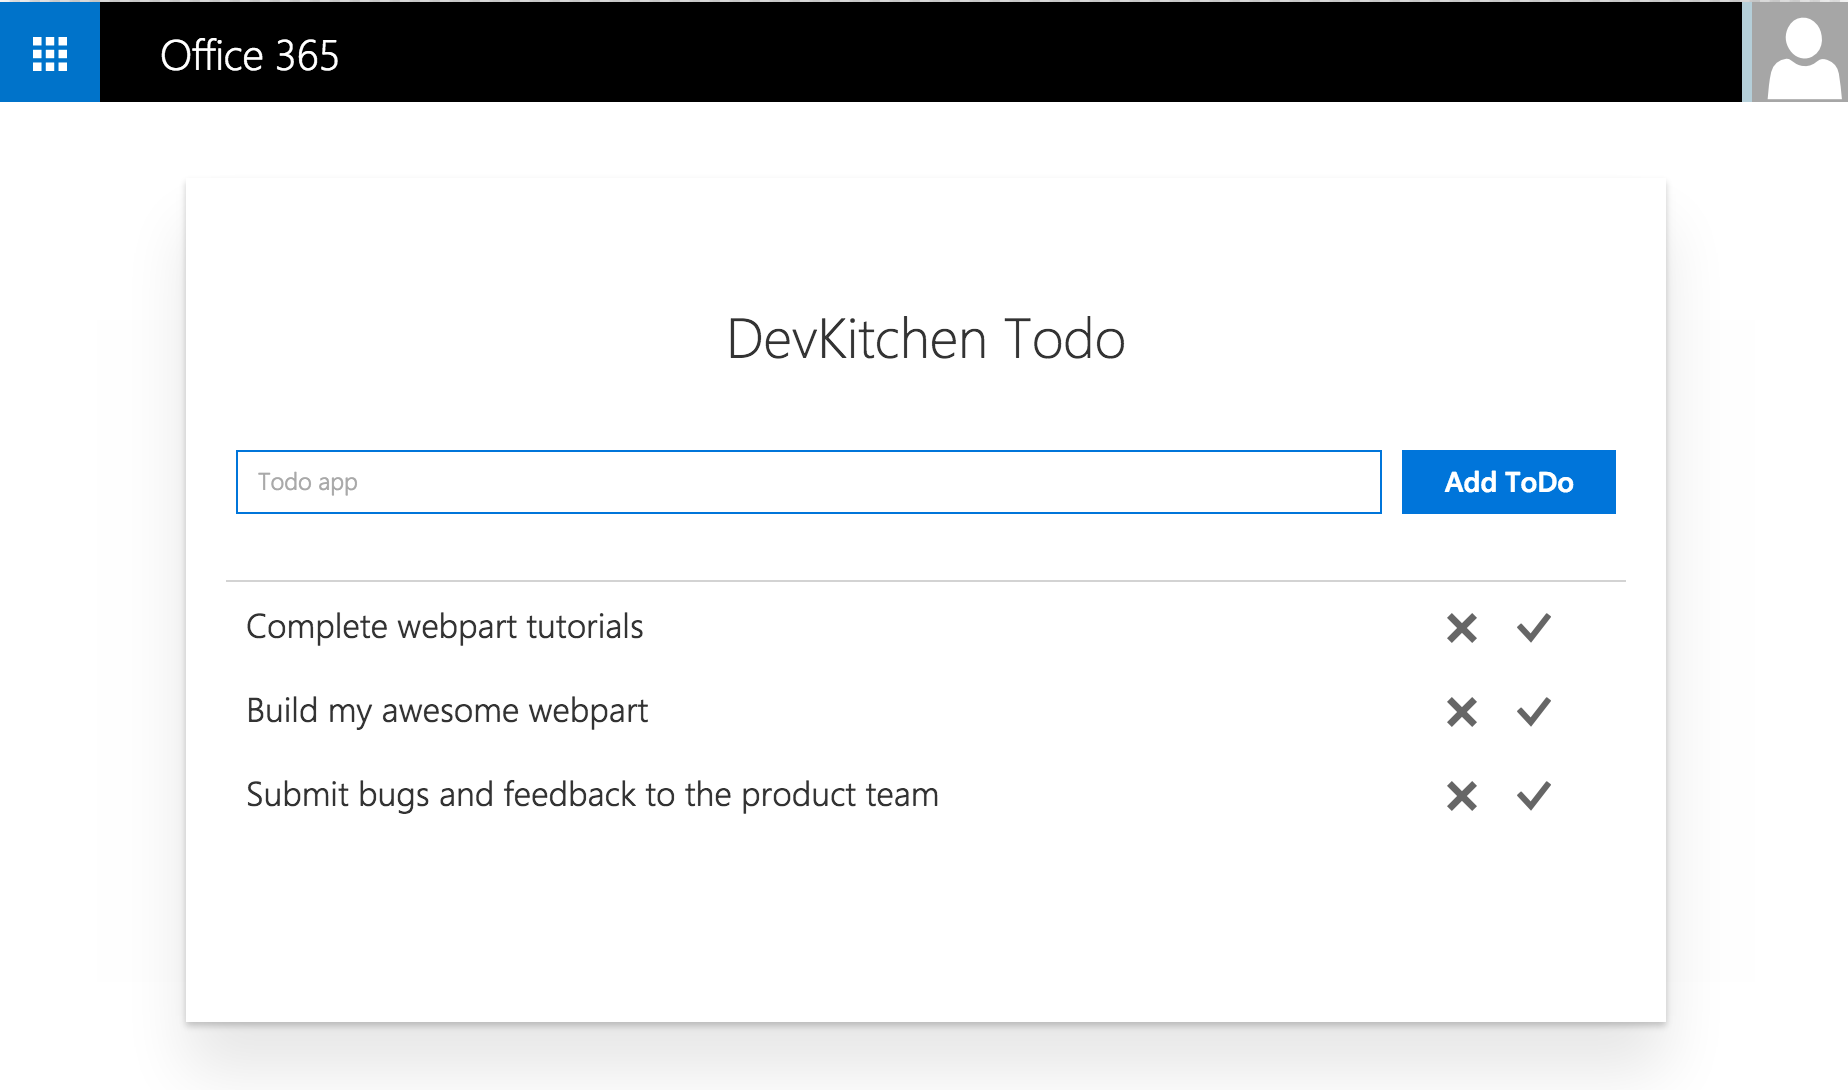 Office 365
DevKitchen Todo
Todo app
Add ToDo
Complete webpart tutorials
Build my awesome webpart
Submit bugs and feedback to the product team